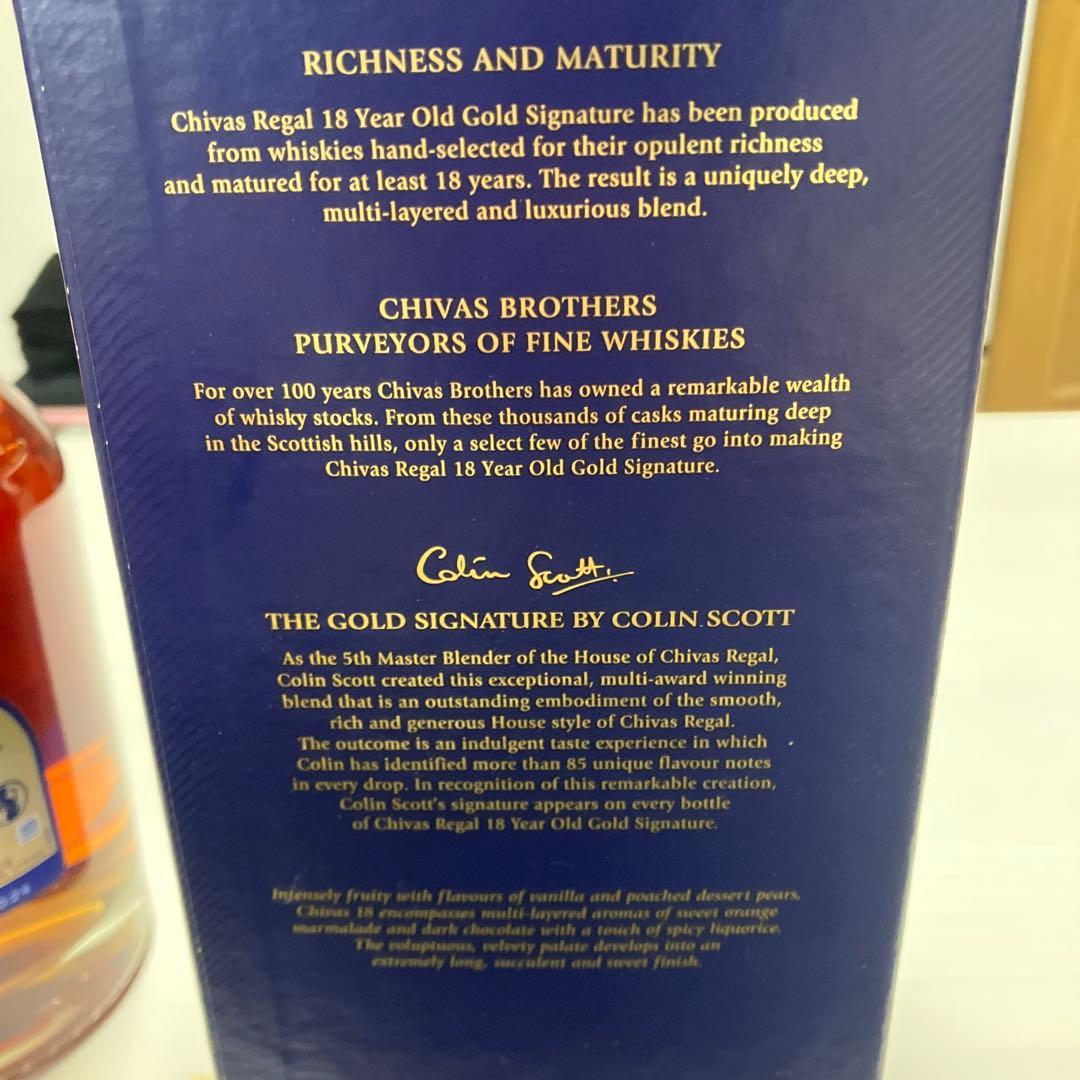 RICHNESS AND MATURITY
Chivas Regal 18 Year Old Gold Signature has been produced
from whiskies hand-selected for their opulent richness
and matured for at least 18 years. The result is a uniquely deep,
multi-layered and luxurious blend.
CHIVAS BROTHERS
PURVEYORS OF FINE WHISKIES
For over 100 years Chivas Brothers has owned a remarkable wealth
of whisky stocks. From these thousands of casks maturing deep
in the Scottish hills, only a select few of the finest go into making
Chivas Regal 18 Year Old Gold Signature.
Colin Scott.
THE GOLD SIGNATURE BY COLIN SCOTT
As the 5th Master Blender of the House of Chivas Regal,
Colin Scott created this exceptional, multi-award winning
blend that is an outstanding embodiment of the smooth,
rich and generous House style of Chivas Regal.
The outcome is an indulgent taste experience in which
Colin has identified more than 85 unique flavour notes
in every drop. In recognition of this remarkable creation,
Colin Scott's signature appears on every bottle
of Chivas Regal 18 Year Old Gold Signature.
Intensely fruity with flavours of vanilla and poached dessert pears,
Chivas 18 encompasses multi-layered aromas of sweet orange
marmalade and dark chocolate with a touch of spicy liquorice.
The voluptuous, velvety palate develops into an
extremely long, succulent and sweet finish.